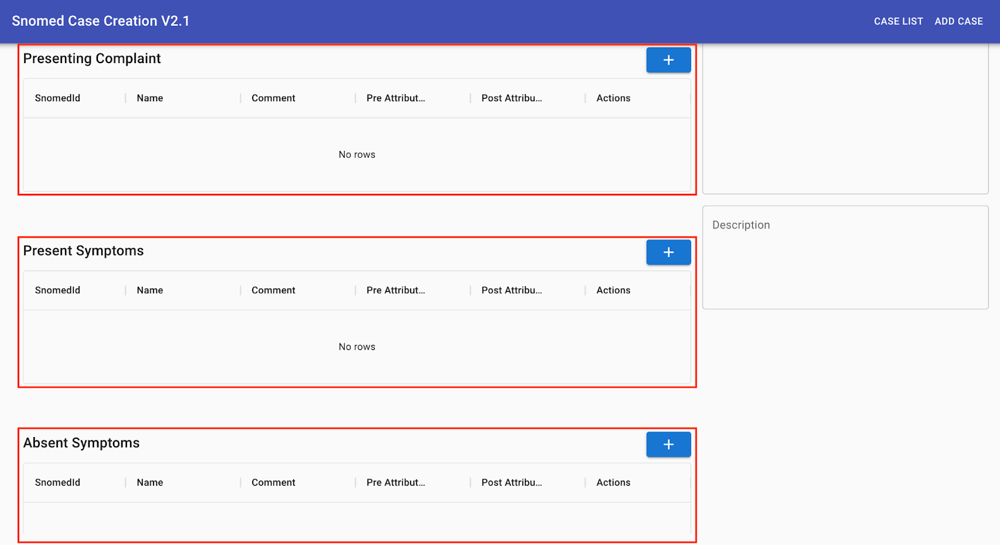 Snomed Case Creation V2.1
CASE LIST ADD CASE
Presenting Complaint
+
SnomedId Name Comment Pre Attribut... Post Attribu... Actions
No rows
Description
Present Symptoms
+
SnomedId Name Comment Pre Attribut... Post Attribu... Actions
No rows
Absent Symptoms
+
SnomedId Name Comment Pre Attribut... Post Attribu... Actions